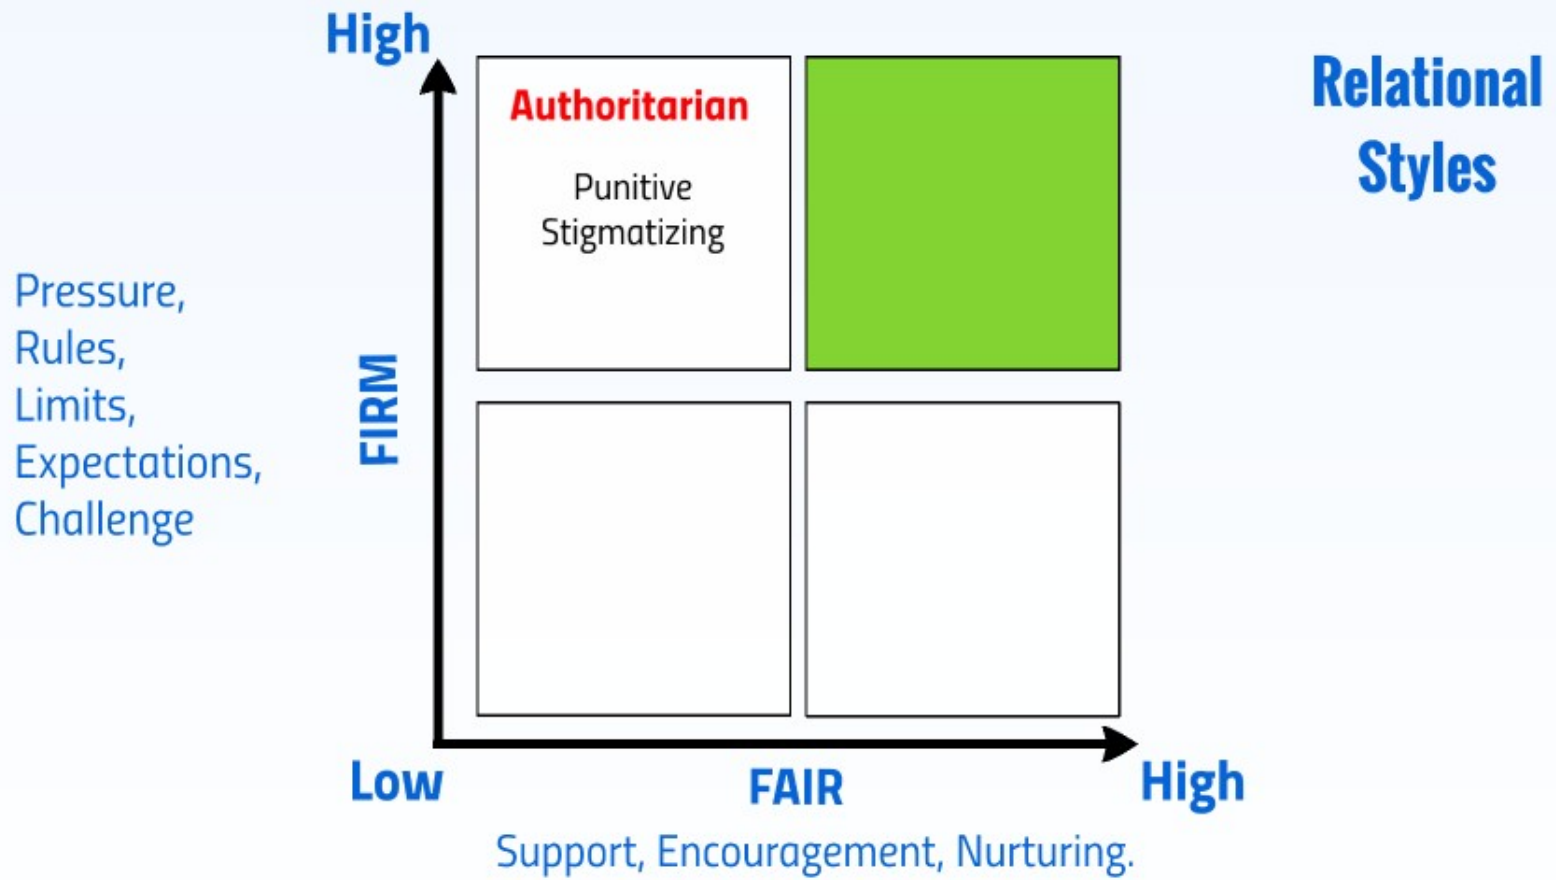 High
Relational
Styles
Authoritarian
Punitive
Stigmatizing
Pressure,
Rules,
Limits,
Expectations,
Challenge
FIRM
Low
FAIR
High
Support, Encouragement, Nurturing.